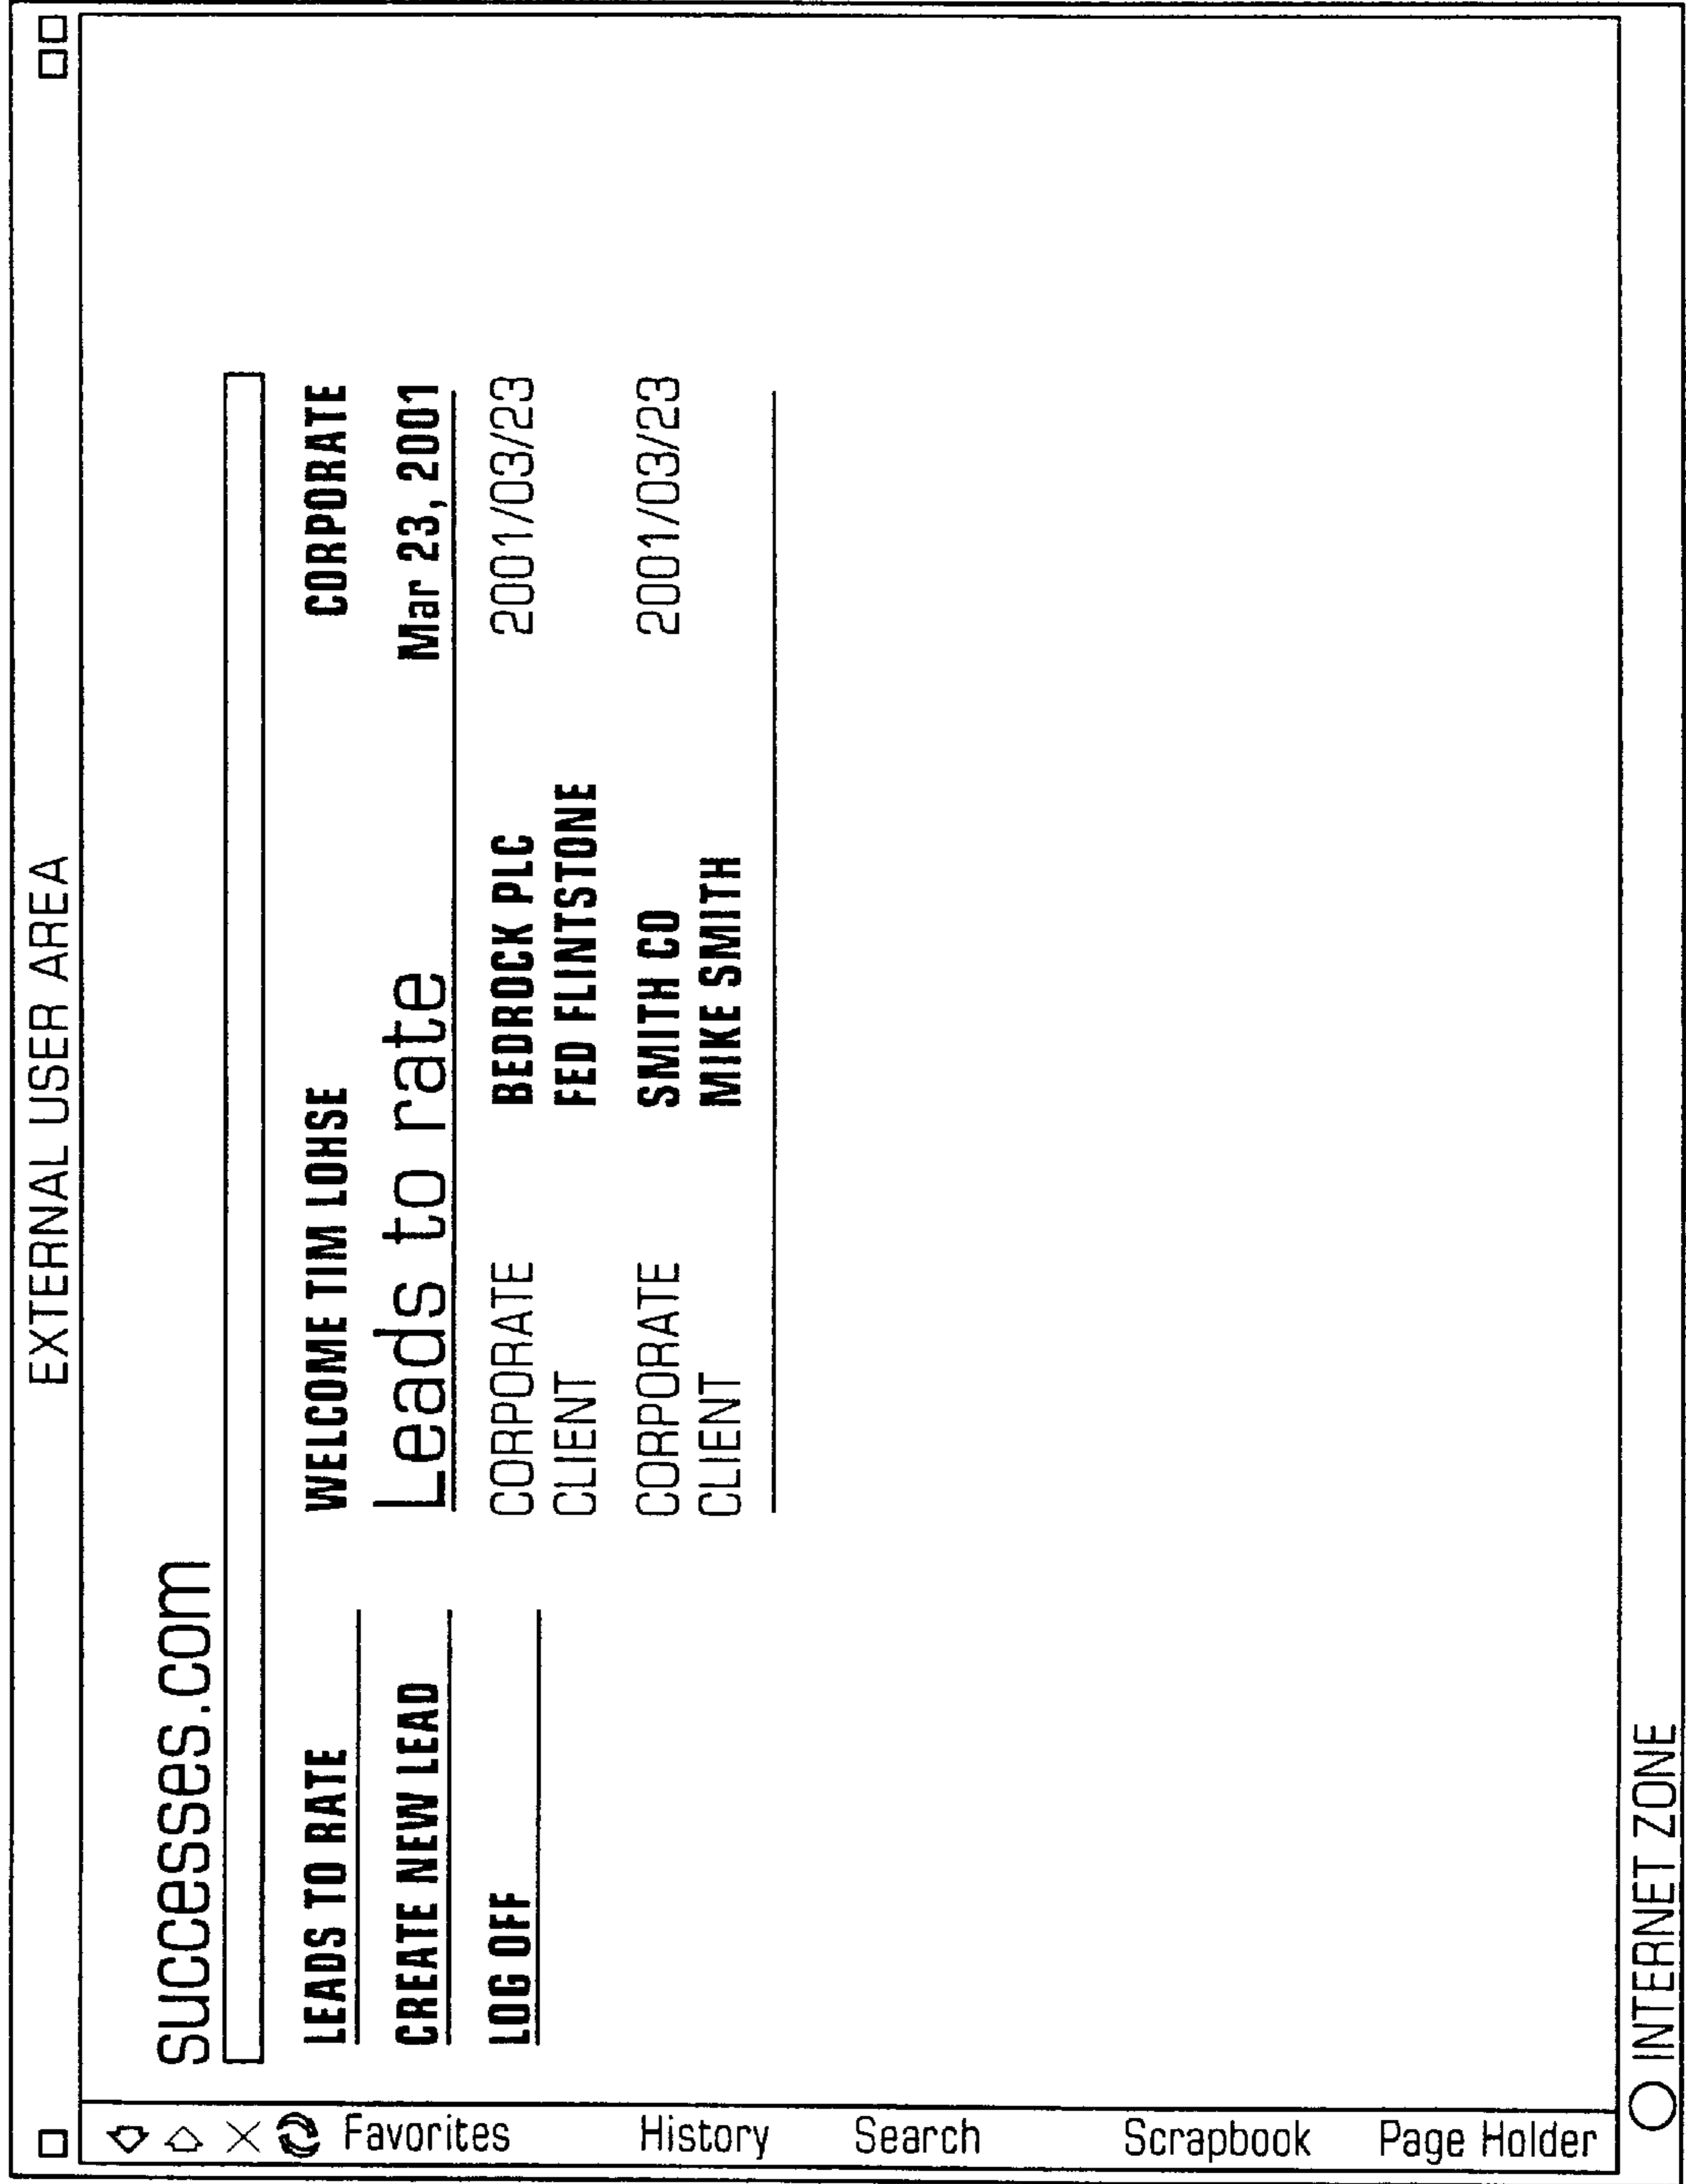 EXTERNAL USER AREA
successes.com
LEADS TO RATE
CREATE NEW LEAD
LOG OFF
WELCOME TIM LOHSE CORPORATE
Leads to rate Mar 23, 2001
CORPORATE BEDROCK PLC 2001/03/23
CLIENT FED FLINTSTONE
CORPORATE SMITH CO 2001/03/23
CLIENT MIKE SMITH
Favorites
History
Search
Scrapbook
Page Holder
INTERNET ZONE